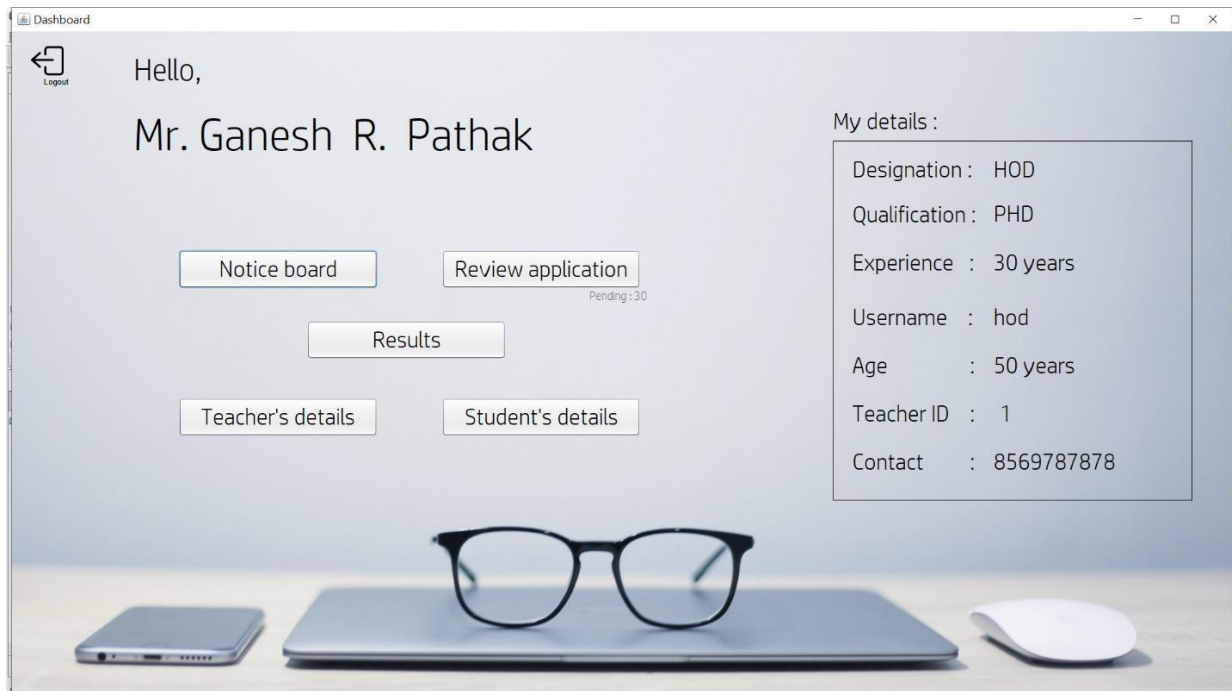 Dashboard
Logout
Hello,
Mr. Ganesh R. Pathak
Notice board
Review application
Pending : 30
Results
Teacher's details
Student's details
My details :
Designation : HOD
Qualification : PHD
Experience : 30 years
Username : hod
Age : 50 years
Teacher ID : 1
Contact : 8569787878